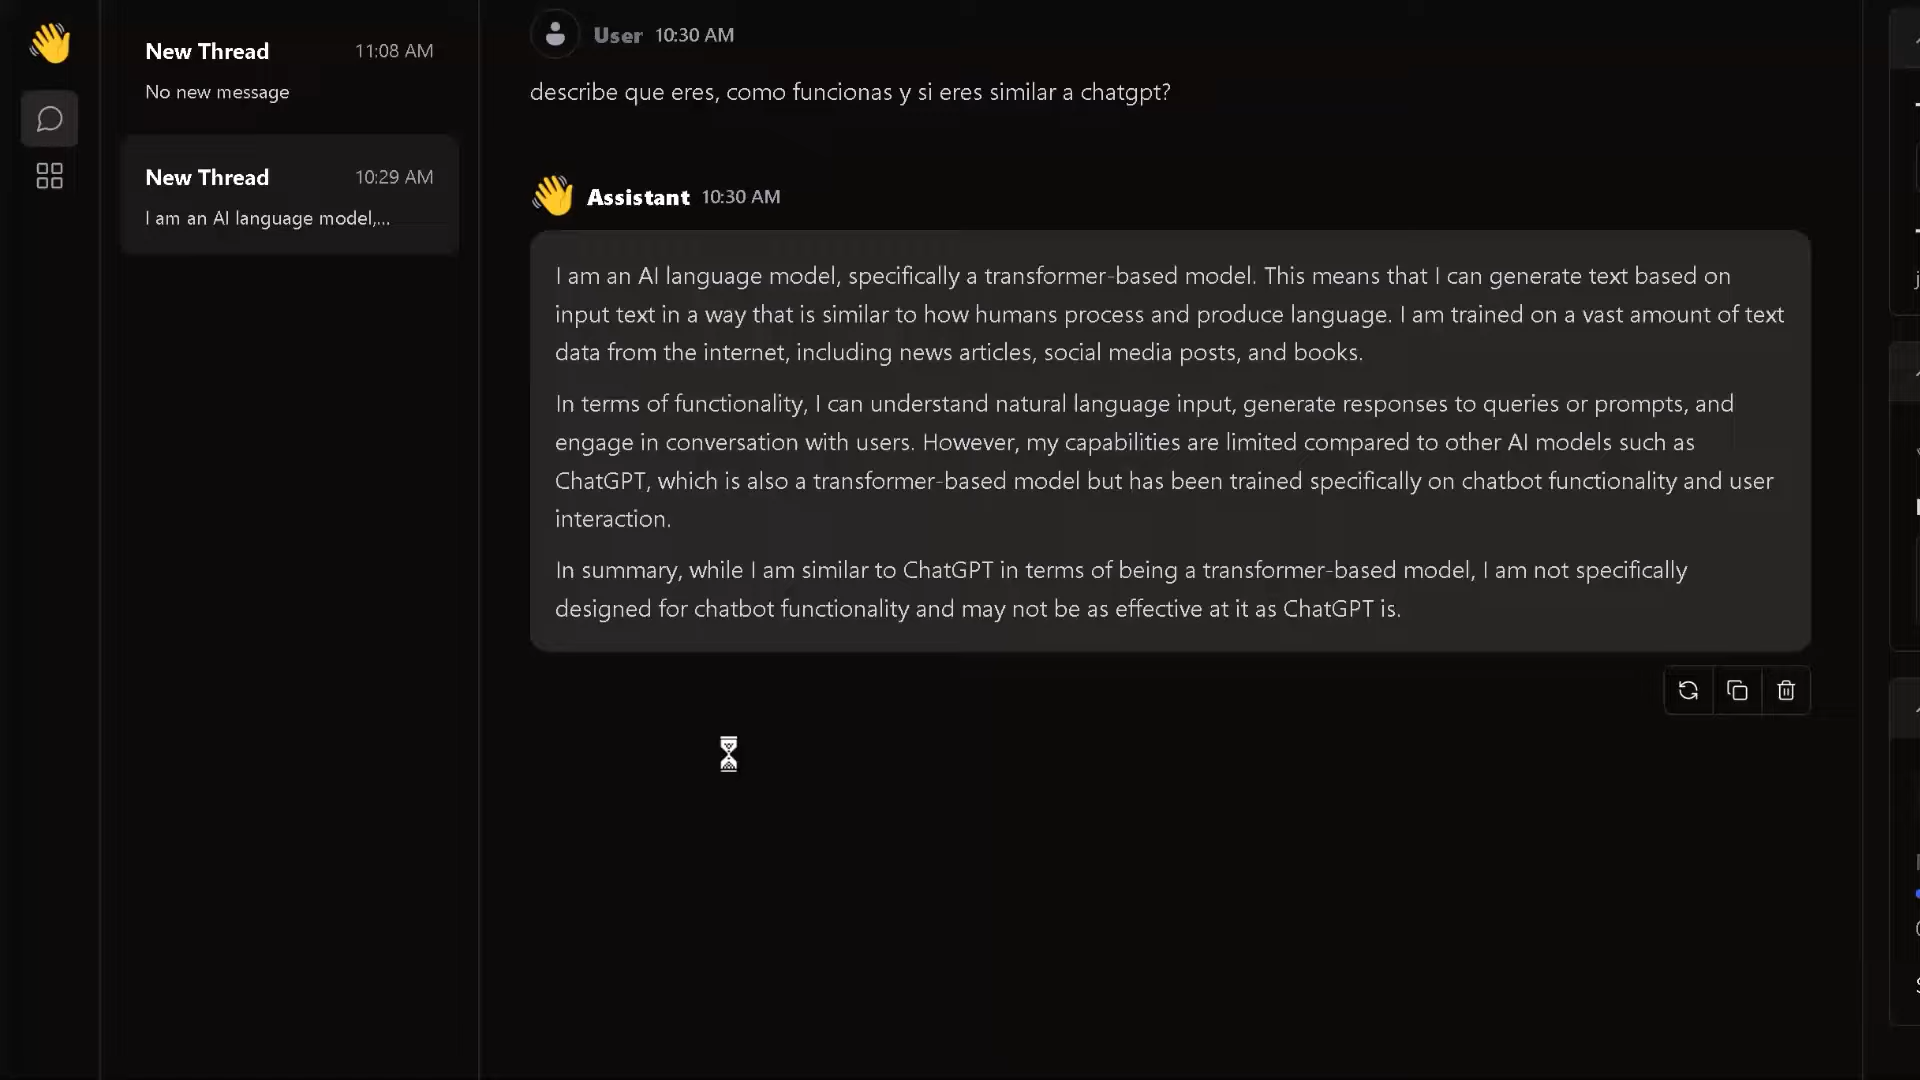 New Thread 11:08 AM
No new message
New Thread 10:29 AM
I am an AI language model,...
User 10:30 AM
describe que eres, como funcionas y si eres similar a chatgpt?
Assistant 10:30 AM
I am an AI language model, specifically a transformer-based model. This means that I can generate text based on
input text in a way that is similar to how humans process and produce language. I am trained on a vast amount of text
data from the internet, including news articles, social media posts, and books.
In terms of functionality, I can understand natural language input, generate responses to queries or prompts, and
engage in conversation with users. However, my capabilities are limited compared to other AI models such as
ChatGPT, which is also a transformer-based model but has been trained specifically on chatbot functionality and user
interaction.
In summary, while I am similar to ChatGPT in terms of being a transformer-based model, I am not specifically
designed for chatbot functionality and may not be as effective at it as ChatGPT is.